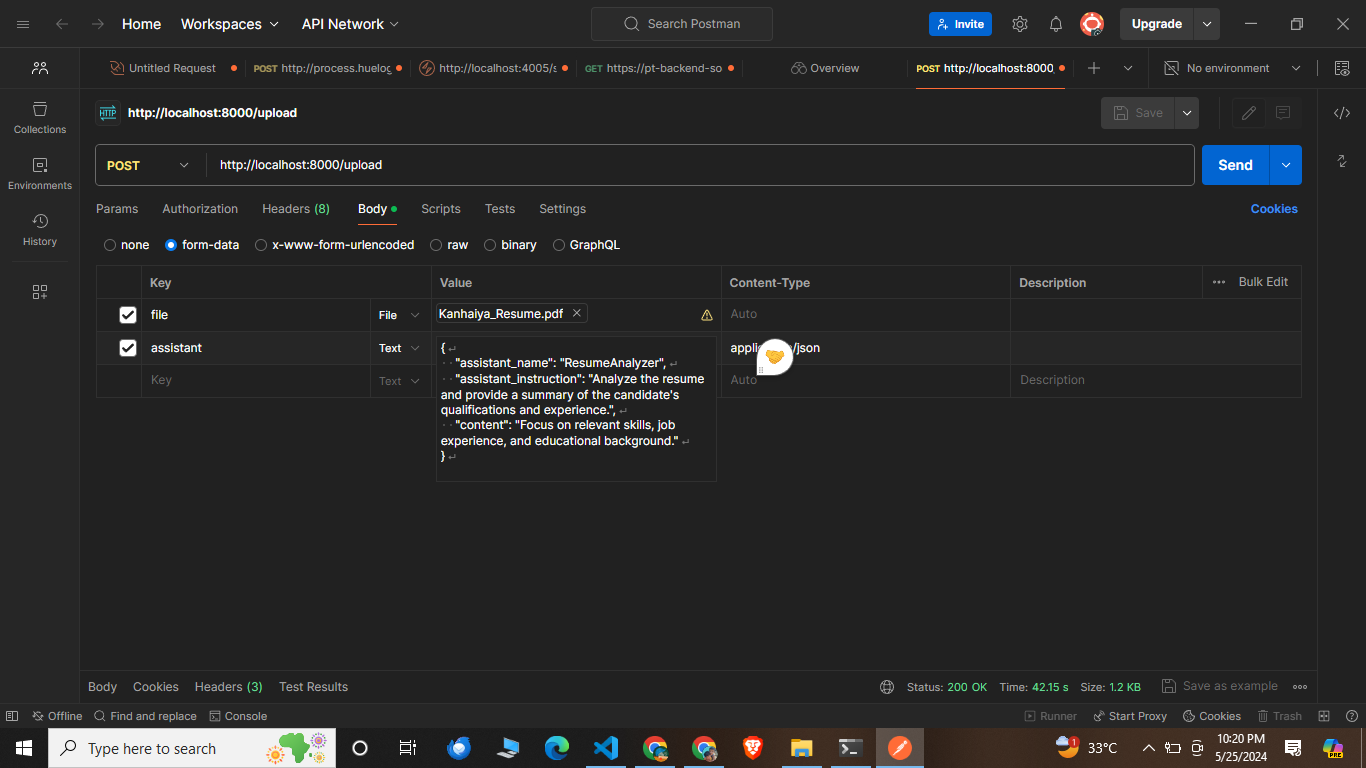 Home Workspaces API Network Search Postman Invite Upgrade
Untitled Request POST http://process.huelog GET https://pt-backend-so Overview POST http://localhost:8000, No environment
http://localhost:4005/s
HTTP http://localhost:8000/upload Save
Collections
POST http://localhost:8000/upload Send
Environments
Params Authorization Headers (8) Body Scripts Tests Settings Cookies
History
none form-data x-www-form-urlencoded raw binary GraphQL
Key Value Content-Type Description Bulk Edit
file File Kanhaiya_Resume.pdf Auto
assistant Text
{
"assistant_name": "ResumeAnalyzer",
"assistant_instruction": "Analyze the resume
and provide a summary of the candidate's
qualifications and experience.",
"content": "Focus on relevant skills, job
experience, and educational background."
}
Key Text Auto Description
Body Cookies Headers (3) Test Results Status: 200 OK Time: 42.15 s Size: 1.2 KB Save as example
Offline Find and replace Console Runner Start Proxy Cookies Trash
Type here to search 1 33°C PRE
10:20 PM
5/25/2024